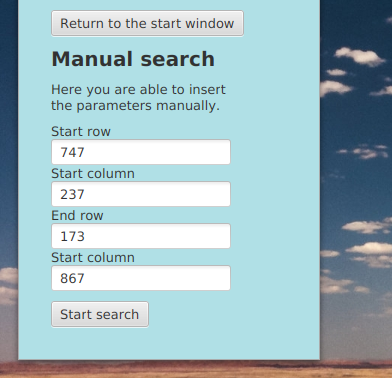 Return to the start window
Manual search
Here you are able to insert
the parameters manually.
Start row
747
Start column
237
End row
173
Start column
867
Start search